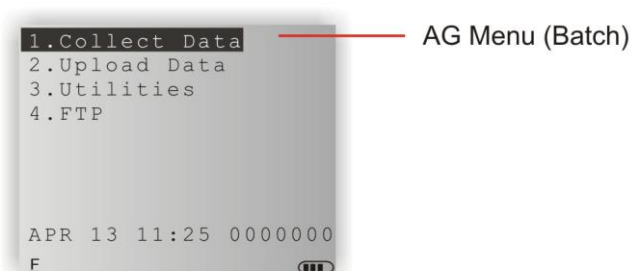 1.Collect Data
AG Menu (Batch)
2.Upload Data
3.Utilities
4.FTP
APR 13 11:25 0000000
F